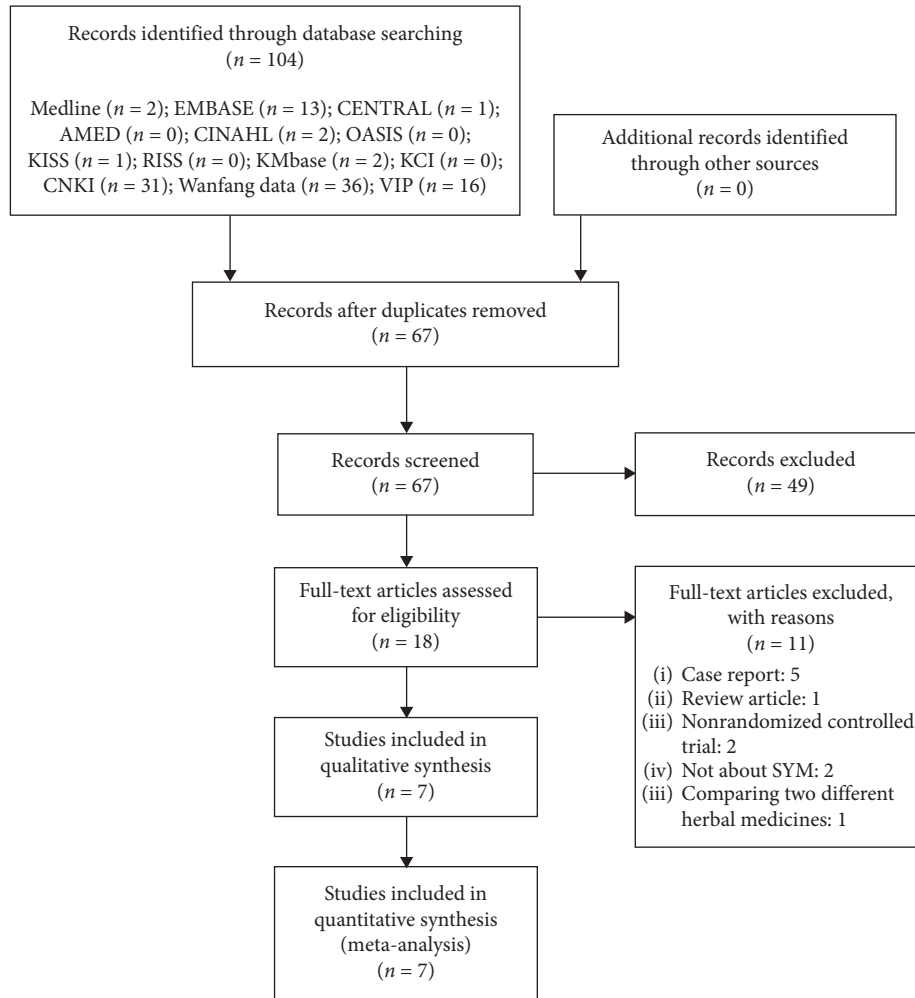 Records identified through database searching
(n = 104)
Medline (n = 2); EMBASE (n = 13); CENTRAL (n = 1);
AMED (n = 0); CINAHL (n = 2); OASIS (n = 0);
KISS (n = 1); RISS (n = 0); KMbase (n = 2); KCI (n = 0);
CNKI (n = 31); Wanfang data (n = 36); VIP (n = 16)
Additional records identified
through other sources
(n = 0)
Records after duplicates removed
(n = 67)
Records screened
(n = 67)
Records excluded
(n = 49)
Full-text articles assessed
for eligibility
(n = 18)
Full-text articles excluded,
with reasons
(n = 11)
(i) Case report: 5
(ii) Review article: 1
(iii) Nonrandomized controlled
trial: 2
(iv) Not about SYM: 2
(iii) Comparing two different
herbal medicines: 1
Studies included in
qualitative synthesis
(n = 7)
Studies included in
quantitative synthesis
(meta-analysis)
(n = 7)